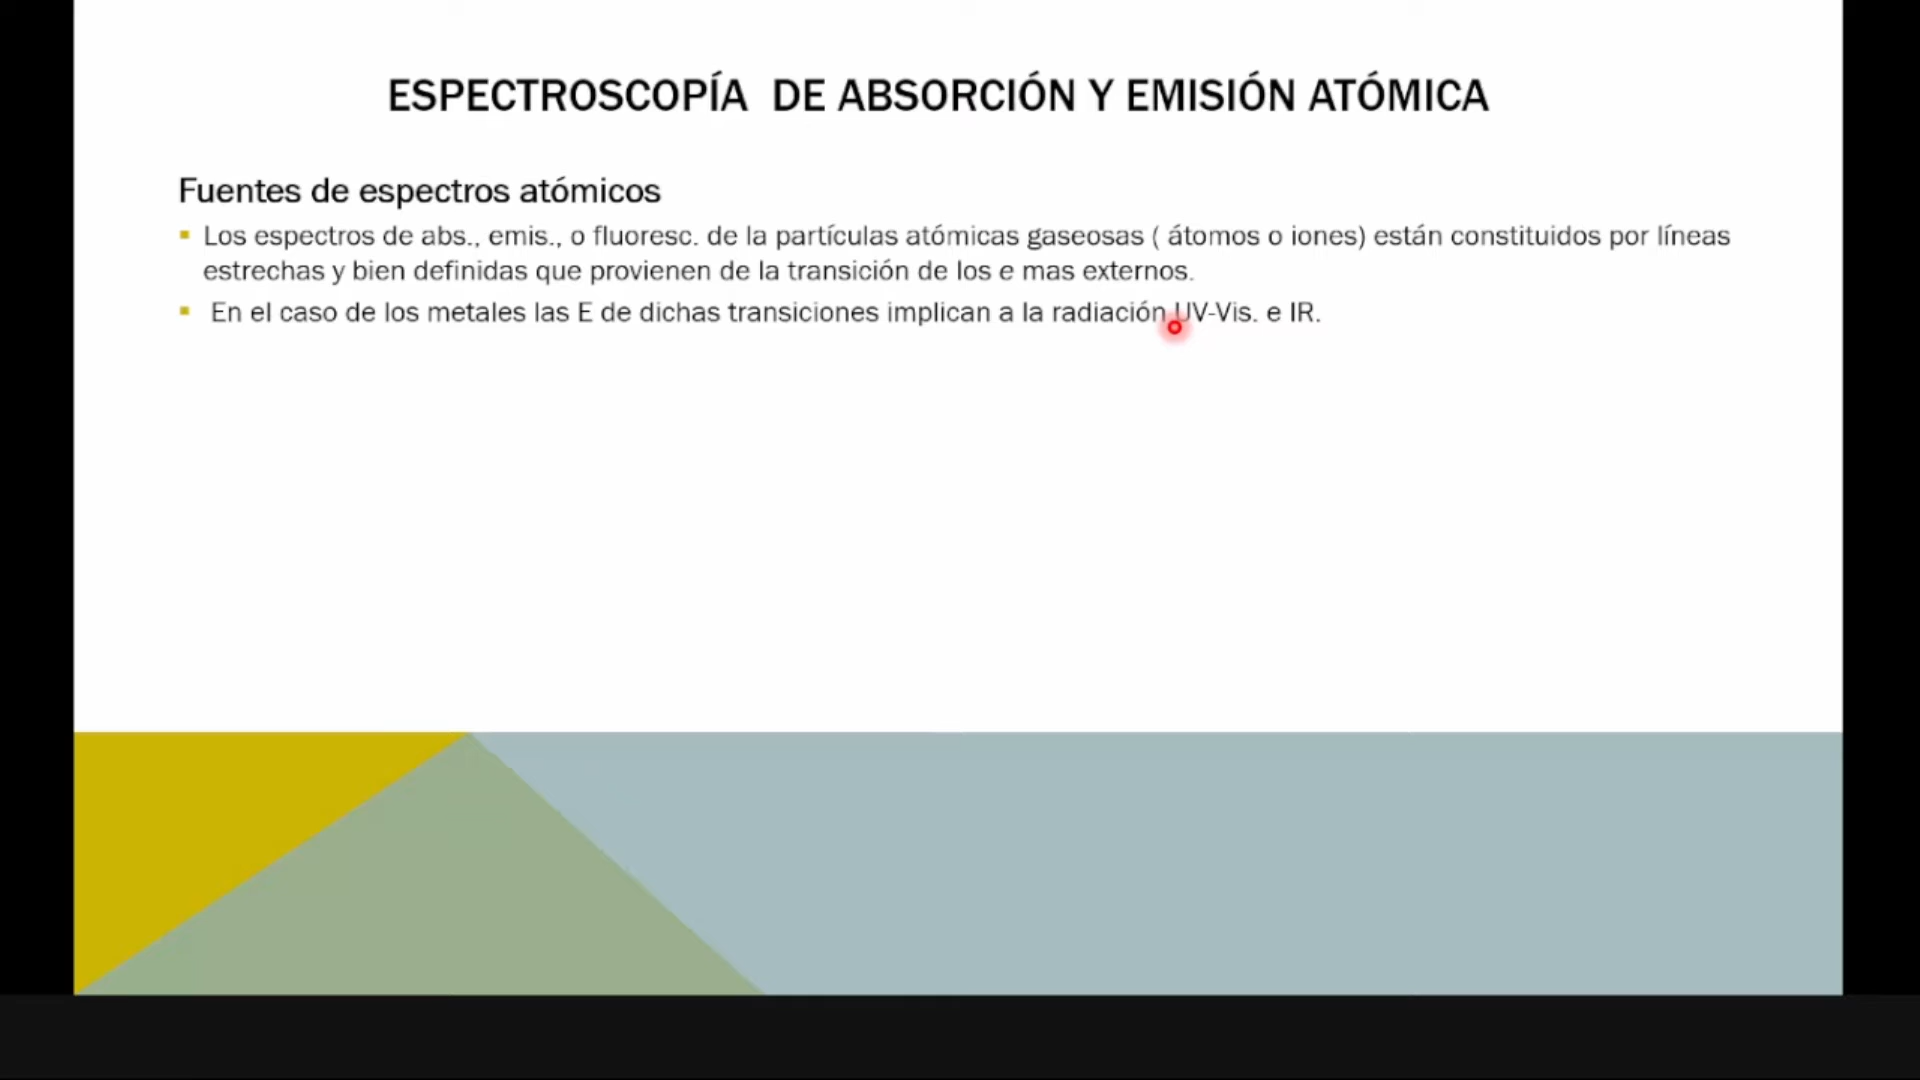 ESPECTROSCOPÍA  DE ABSORCIÓN Y EMISIÓN ATÓMICA
Fuentes de espectros atómicos
Los espectros de abs., emis., o fluoresc. de la partículas atómicas gaseosas ( átomos o iones) están constituidos por líneas
estrechas y bien definidas que provienen de la transición de los e mas externos.
En el caso de los metales las E de dichas transiciones implican a la radiación UV-Vis. e IR.